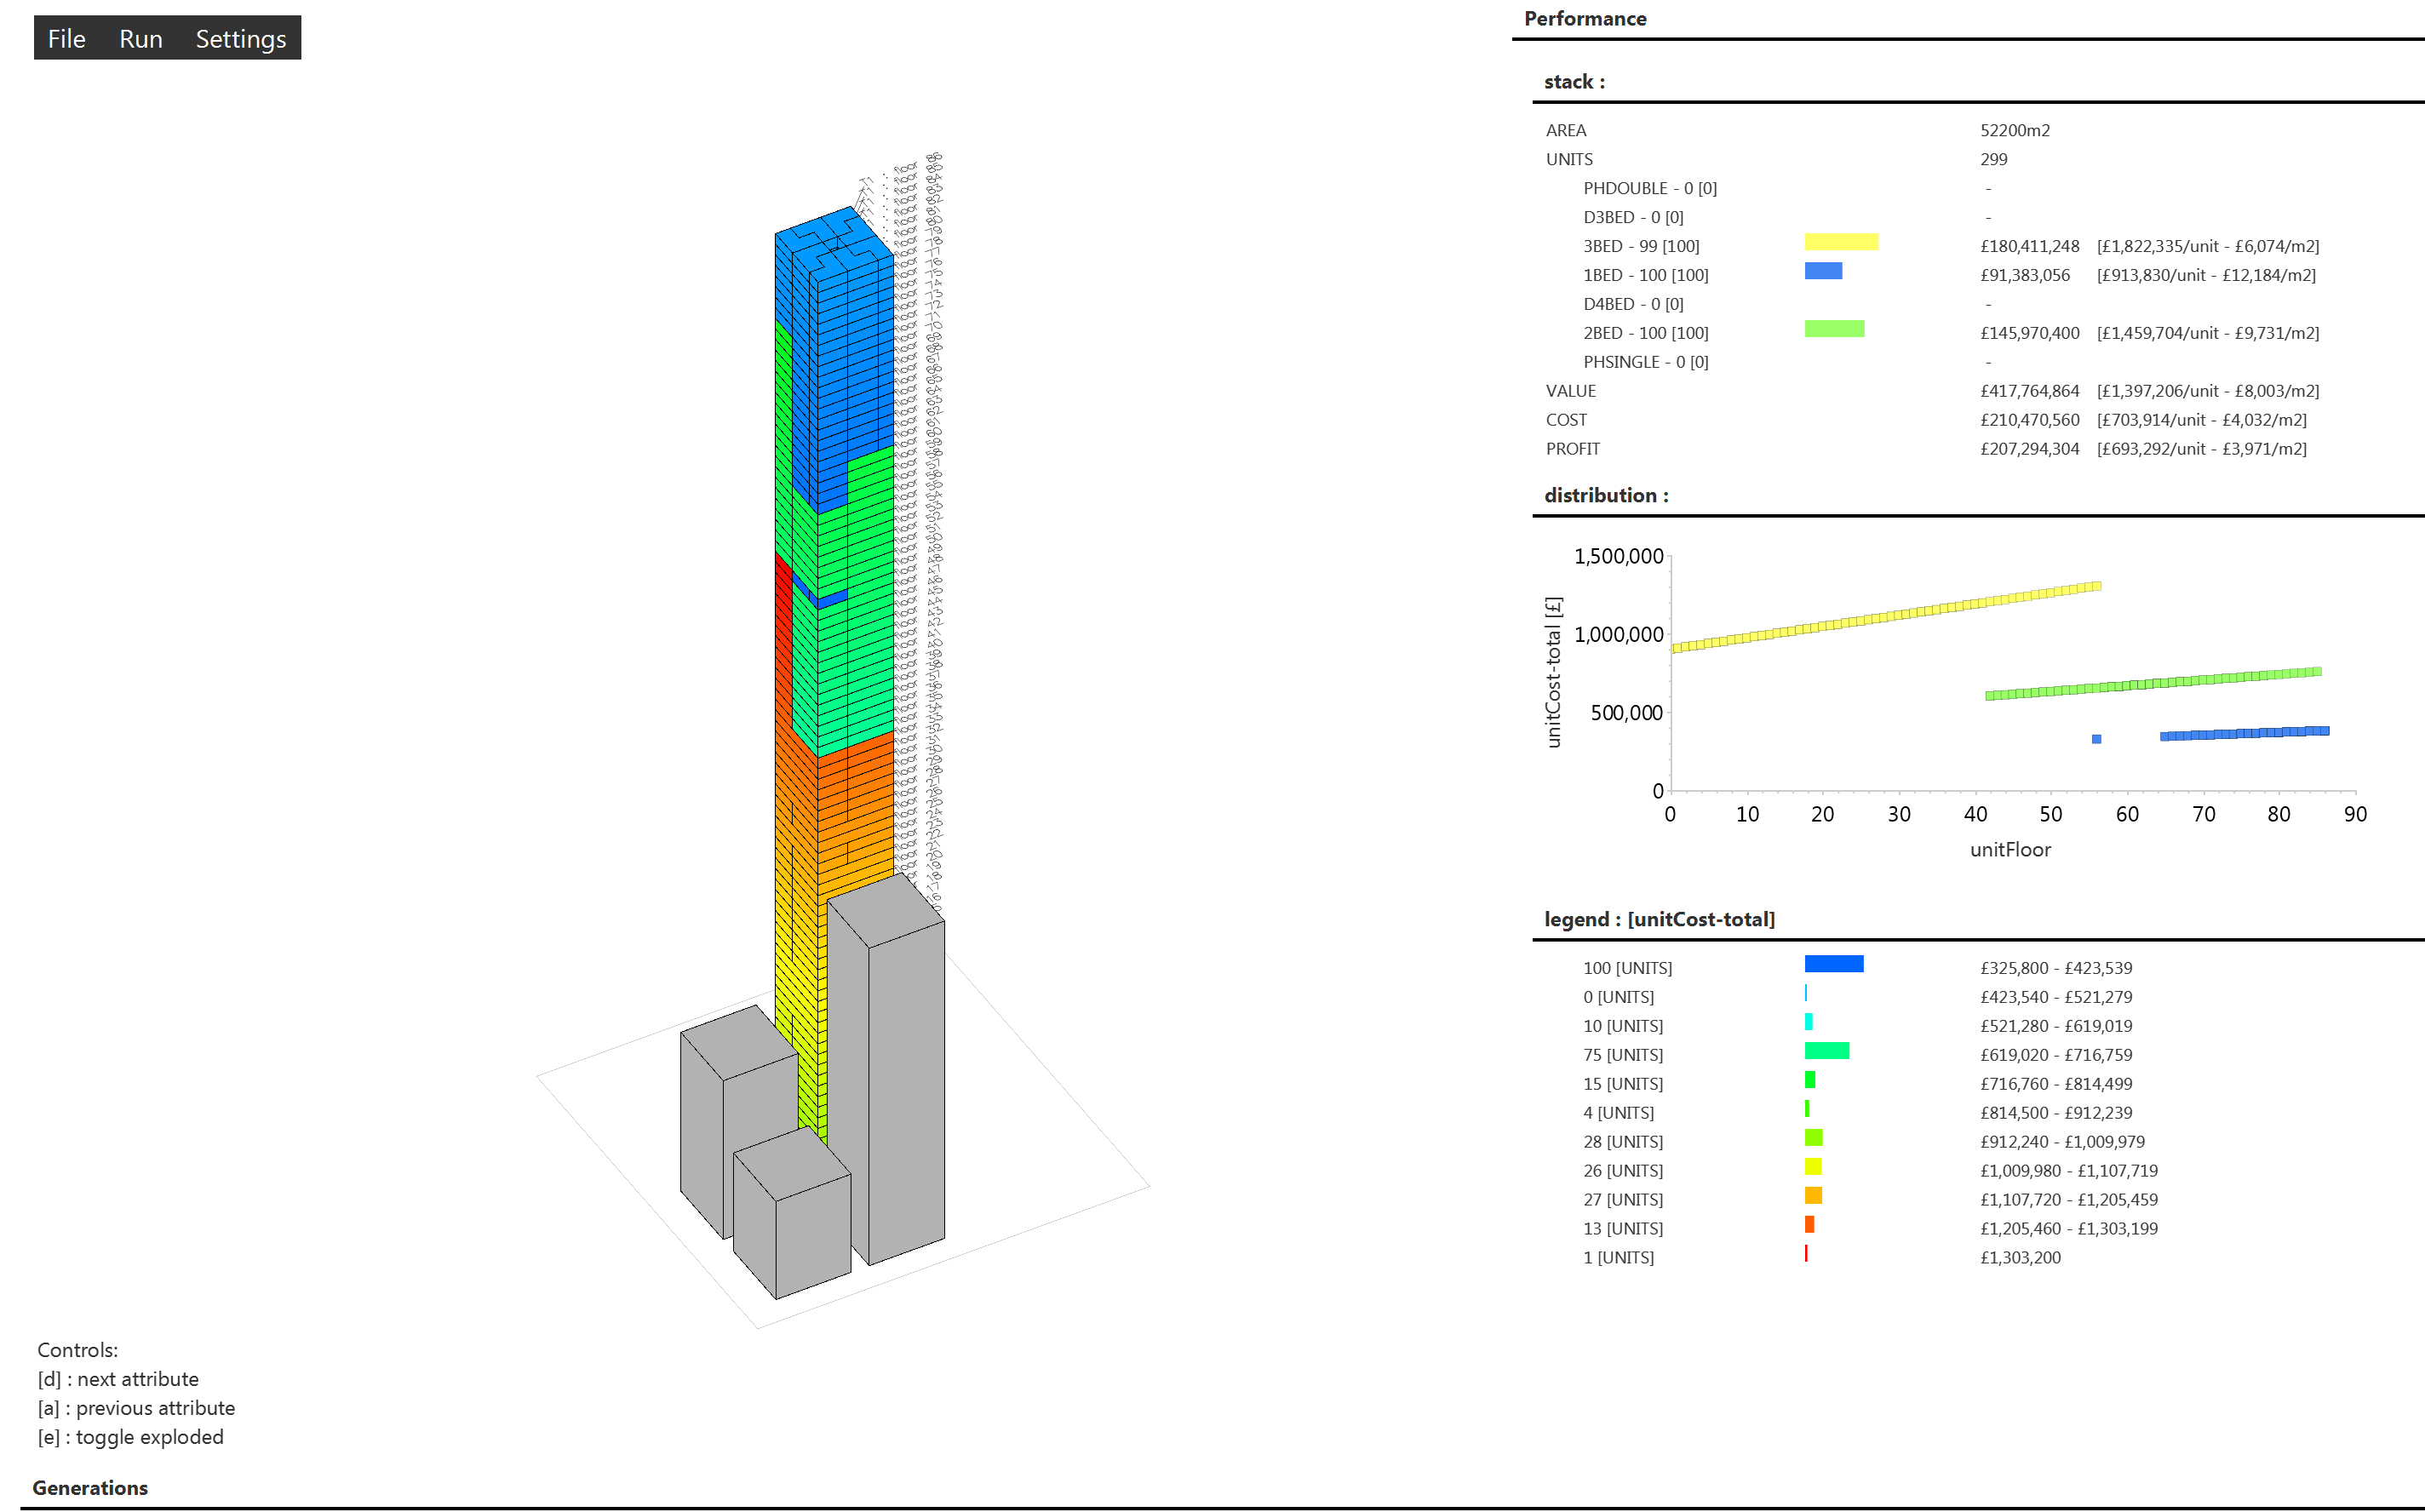 File Run Settings
Performance
stack :
AREA 52200m2
UNITS 299
PHDOUBLE - 0 [0] -
D3BED - 0 [0] -
3BED - 99 [100] £180,411,248 [£1,822,335/unit - £6,074/m2]
1BED - 100 [100] £91,383,056 [£913,830/unit - £12,184/m2]
D4BED - 0 [0] -
2BED - 100 [100] £145,970,400 [£1,459,704/unit - £9,731/m2]
PHSINGLE - 0 [0] -
VALUE £417,764,864 [£1,397,206/unit - £8,003/m2]
COST £210,470,560 [£703,914/unit - £4,032/m2]
PROFIT £207,294,304 [£693,292/unit - £3,971/m2]
distribution :
unitCost-total [£]
1,500,000
1,000,000
500,000
0
0 10 20 30 40 50 60 70 80 90
unitFloor
legend : [unitCost-total]
100 [UNITS] £325,800 - £423,539
0 [UNITS] £423,540 - £521,279
10 [UNITS] £521,280 - £619,019
75 [UNITS] £619,020 - £716,759
15 [UNITS] £716,760 - £814,499
4 [UNITS] £814,500 - £912,239
28 [UNITS] £912,240 - £1,009,979
26 [UNITS] £1,009,980 - £1,107,719
27 [UNITS] £1,107,720 - £1,205,459
13 [UNITS] £1,205,460 - £1,303,199
1 [UNITS] £1,303,200
Controls:
[d] : next attribute
[a] : previous attribute
[e] : toggle exploded
Generations